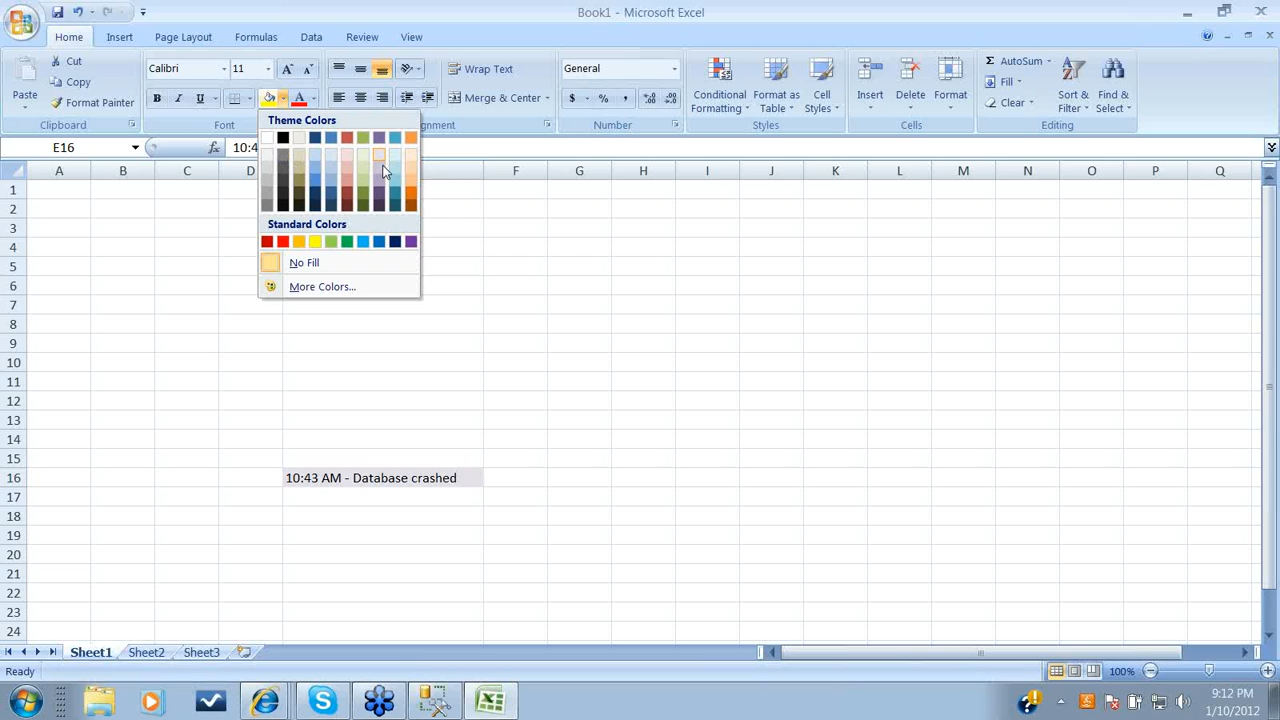 Book1 - Microsoft Excel
Home Insert Page Layout Formulas Data Review View
Cut
Copy
Format Painter
Paste
Clipboard
Calibri 11
B I U
Font
Wrap Text
Merge & Center
gnment
General
$ % ,
Number
Conditional Formatting
Format as Table
Cell Styles
Styles
Insert
Delete
Format
Cells
AutoSum
Fill
Clear
Sort & Filter
Find & Select
Editing
E16 fx 10:4
Theme Colors
Standard Colors
No Fill
More Colors...
A B C D F G H I J K L M N O P Q
1
2
3
4
5
6
7
8
9
10
11
12
13
14
15
16 10:43 AM - Database crashed
17
18
19
20
21
22
23
24
Sheet1 Sheet2 Sheet3
Ready 100%
9:12 PM
1/10/2012